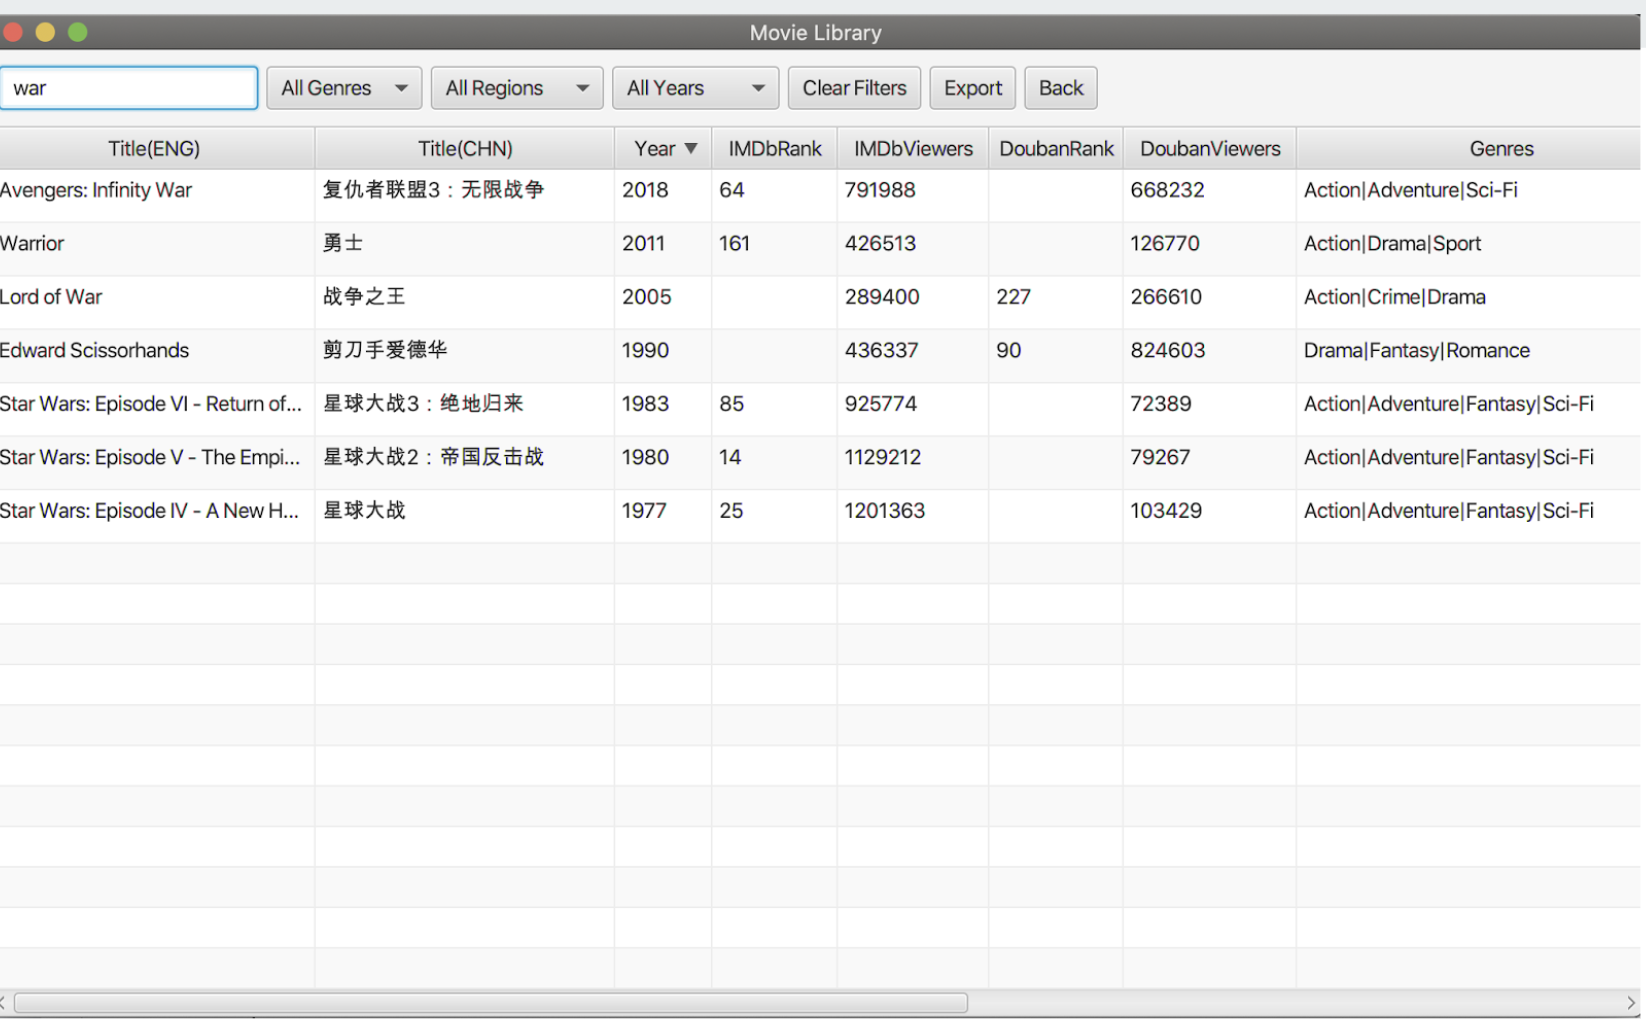 Movie Library
war All Genres All Regions All Years Clear Filters Export Back
Title(ENG) Title(CHN) Year IMDbRank IMDbViewers DoubanRank DoubanViewers Genres
Avengers: Infinity War 复仇者联盟3：无限战争 2018 64 791988 668232 Action|Adventure|Sci-Fi
Warrior 勇士 2011 161 426513 126770 Action|Drama|Sport
Lord of War 战争之王 2005 289400 227 266610 Action|Crime|Drama
Edward Scissorhands 剪刀手爱德华 1990 436337 90 824603 Drama|Fantasy|Romance
Star Wars: Episode VI - Return of... 星球大战3：绝地归来 1983 85 925774 72389 Action|Adventure|Fantasy|Sci-Fi
Star Wars: Episode V - The Empi... 星球大战2：帝国反击战 1980 14 1129212 79267 Action|Adventure|Fantasy|Sci-Fi
Star Wars: Episode IV - A New H... 星球大战 1977 25 1201363 103429 Action|Adventure|Fantasy|Sci-Fi